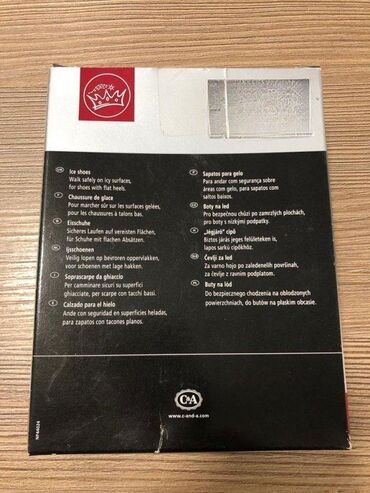 Ice shoes
Walk safely on icy surfaces,
for shoes with flat heels.
Chaussure de glace
Pour marcher sûr sur les surfaces gelées,
pour les chaussures à talons bas.
Eisschuhe
Sicheres Laufen auf vereisten Flächen,
für Schuhe mit flachen Absätzen.
Ijsschoenen
Veilig lopen op bevroren oppervlakken,
voor schoenen met lage hakken.
Soprascarpe da ghiaccio
Per camminare sicuri su superfici
ghiacciate, per scarpe con tacchi bassi.
Calzado para el hielo
Ande con seguridad en superficies heladas,
para zapatos con tacones planos.
Sapatos para gelo
Para andar com segurança sobre
áreas com gelo, para sapatos com
saltos baixos.
Boty na led
Pro bezpečnou chůzi po zamrzlých plochách,
pro boty s nízkými podpatky.
„Jégjáró” cipő
Biztos járás jeges felületeken is,
lapos sarkú cipőkhöz.
Čevlji za led
Za varno hojo po zaledenelih površinah,
za čevlje z ravnim podplatom.
Buty na lód
Do bezpiecznego chodzenia na oblodzonych
powierzchniach, do butów na płaskim obcasie.
C&A
www.c-and-a.com